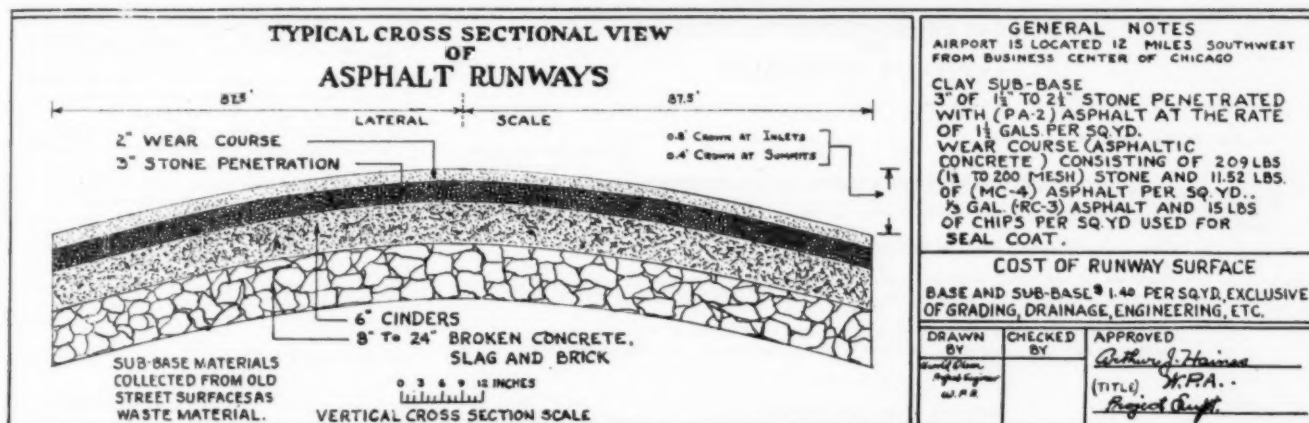 TYPICAL CROSS SECTIONAL VIEW
OF
ASPHALT RUNWAYS
87.5'
87.5'
LATERAL SCALE
2" WEAR COURSE
3" STONE PENETRATION
0.8' CROWN AT INLETS
0.4' CROWN AT SUMMITS
6" CINDERS
8" TO 24" BROKEN CONCRETE,
SLAG AND BRICK
SUB-BASE MATERIALS
COLLECTED FROM OLD
STREET SURFACES AS
WASTE MATERIAL.
0 3 6 9 12 INCHES
VERTICAL CROSS SECTION SCALE
GENERAL NOTES
AIRPORT IS LOCATED 12 MILES SOUTHWEST
FROM BUSINESS CENTER OF CHICAGO
CLAY SUB-BASE
3" OF 1½" TO 2½" STONE PENETRATED
WITH (PA-2) ASPHALT AT THE RATE
OF 1½ GALS. PER SQ.YD.
WEAR COURSE (ASPHALTIC
CONCRETE) CONSISTING OF 209 LBS
(1½ TO 200 MESH) STONE AND 11.52 LBS.
OF (MC-4) ASPHALT PER SQ.YD..
⅓ GAL. (-RC-3) ASPHALT AND 15 LBS
OF CHIPS PER SQ.YD USED FOR
SEAL COAT.
COST OF RUNWAY SURFACE
BASE AND SUB-BASE $1.40 PER SQ.YD, EXCLUSIVE
OF GRADING, DRAINAGE, ENGINEERING, ETC.
DRAWN
BY
Olson
Project Engineer
W.P.A.
CHECKED
BY
APPROVED
Arthur J. Haines
(TITLE) W.P.A..
Project Supt.